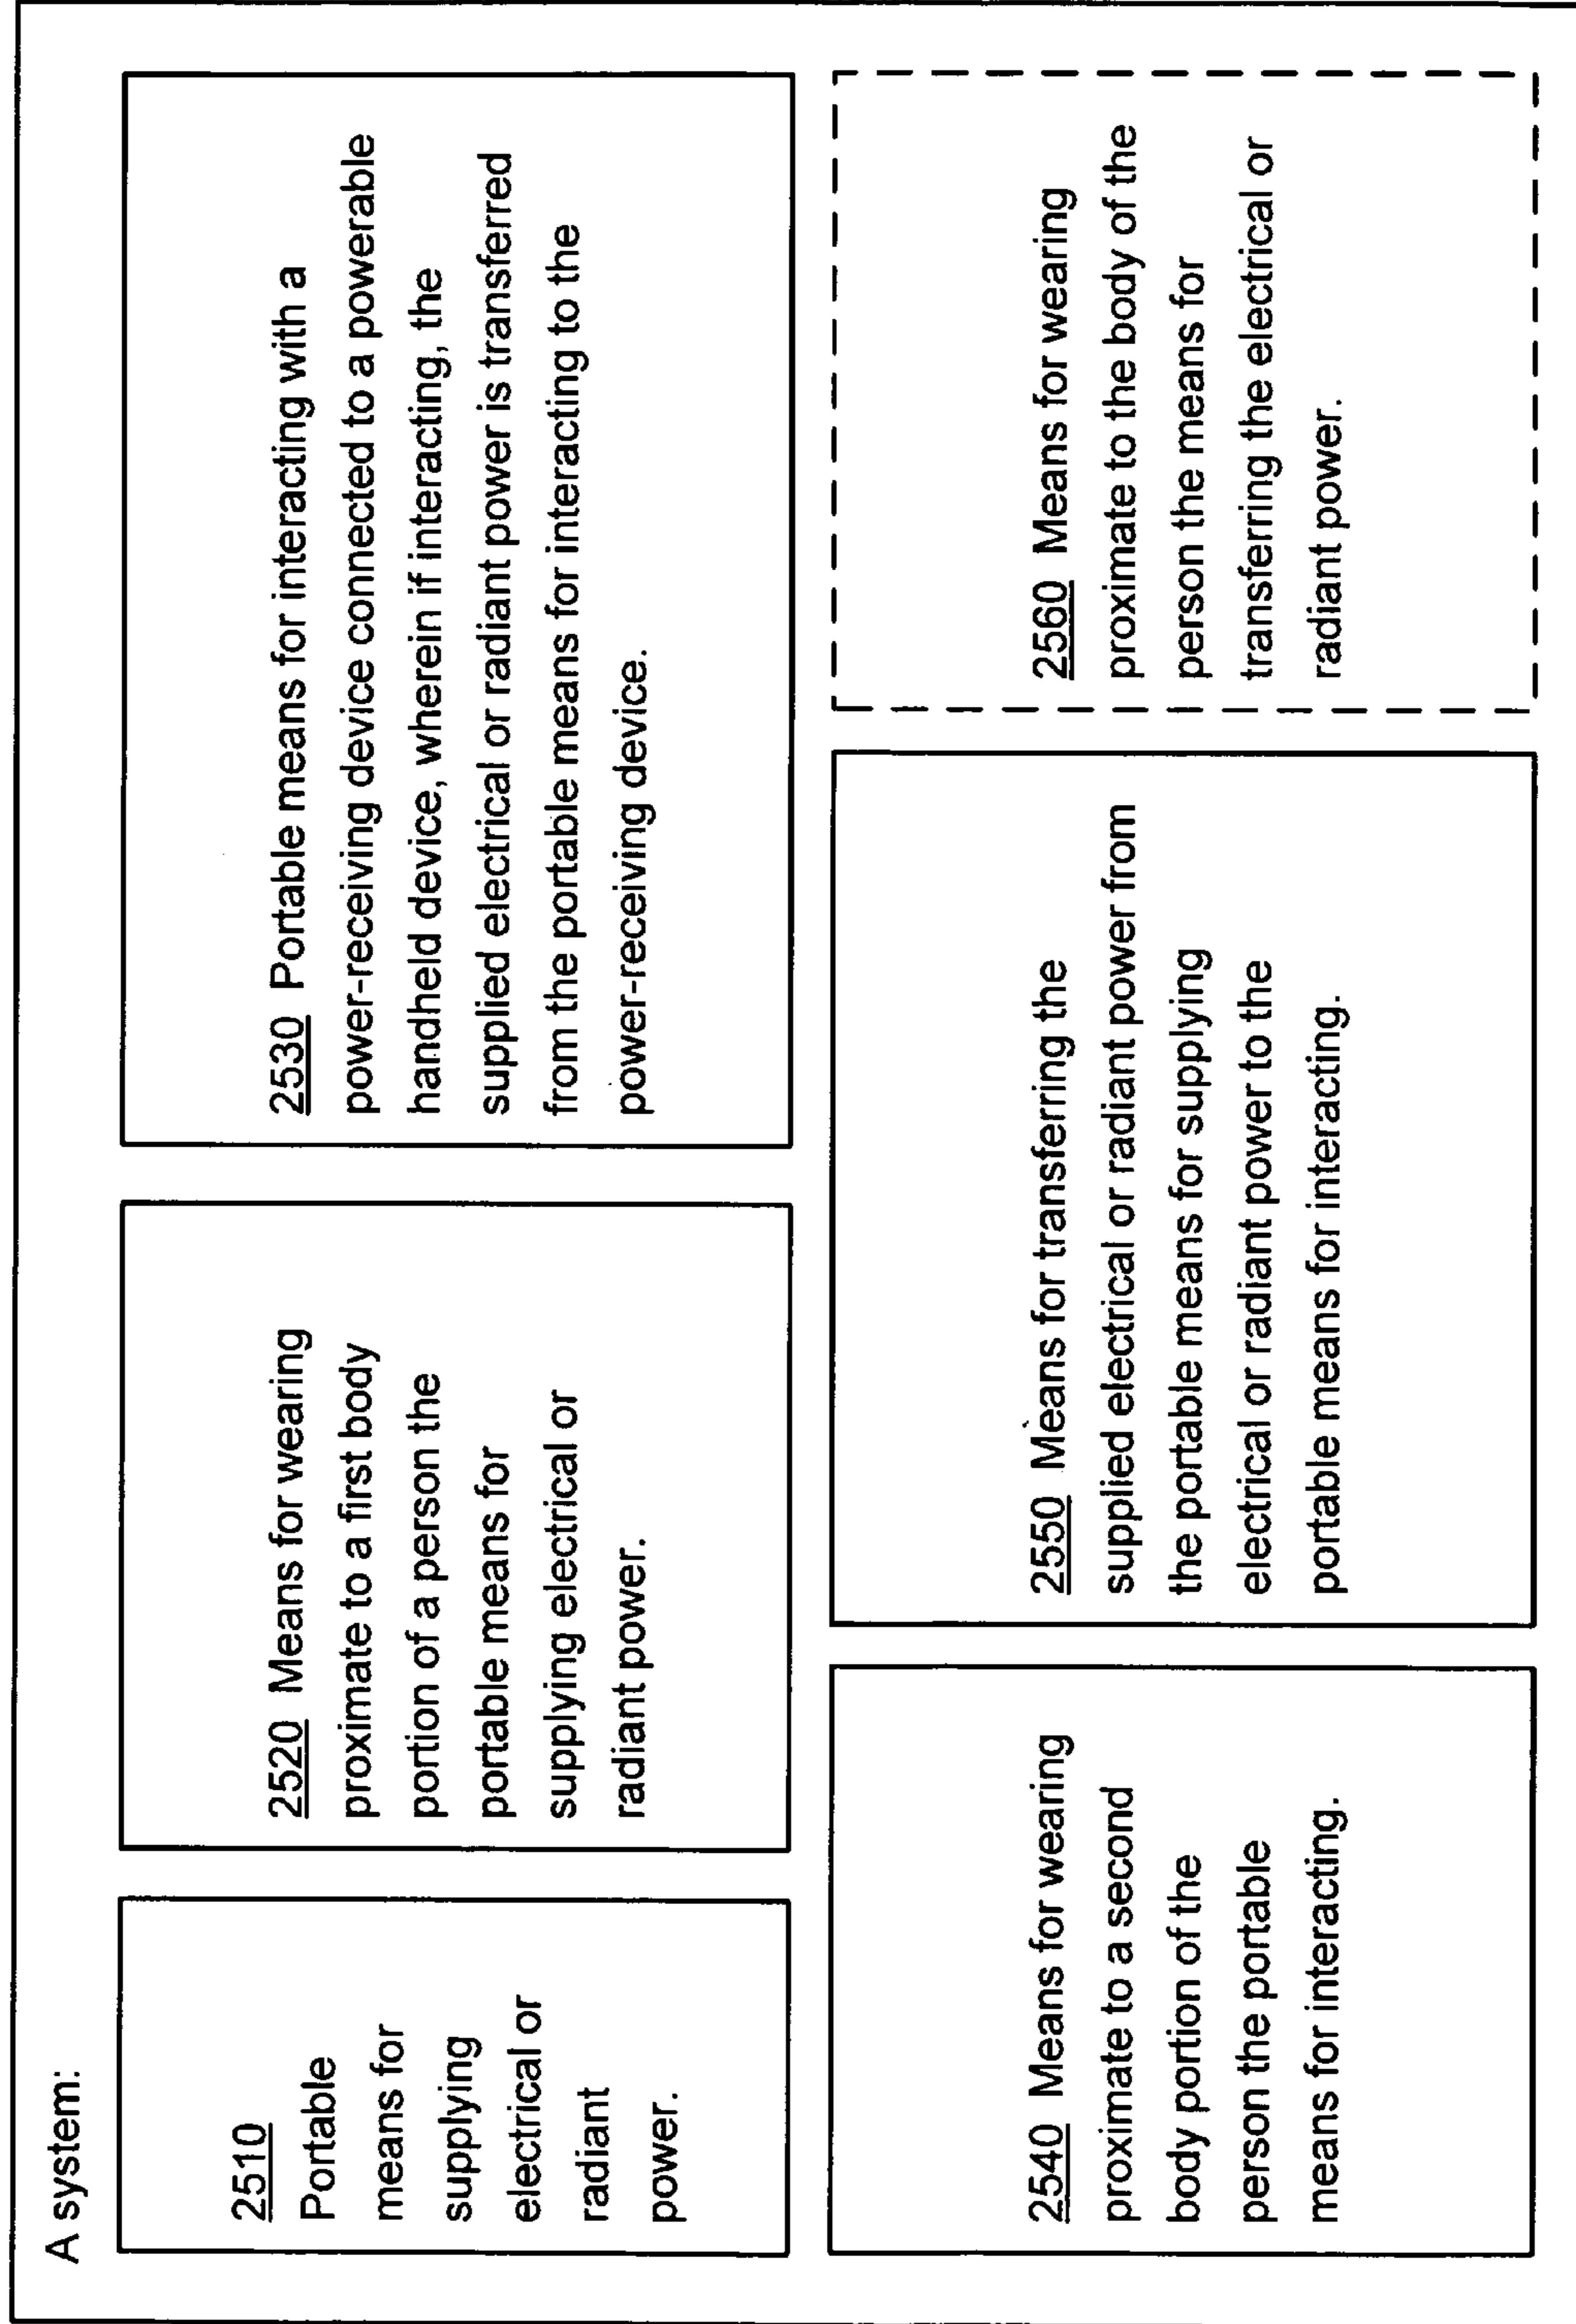 A system:
2510
Portable
means for
supplying
electrical or
radiant
power.
2520 Means for wearing
proximate to a first body
portion of a person the
portable means for
supplying electrical or
radiant power.
2530 Portable means for interacting with a
power-receiving device connected to a powerable
handheld device, wherein if interacting, the
supplied electrical or radiant power is transferred
from the portable means for interacting to the
power-receiving device.
2540 Means for wearing
proximate to a second
body portion of the
person the portable
means for interacting.
2550 Means for transferring the
supplied electrical or radiant power from
the portable means for supplying
electrical or radiant power to the
portable means for interacting.
2560 Means for wearing
proximate to the body of the
person the means for
transferring the electrical or
radiant power.